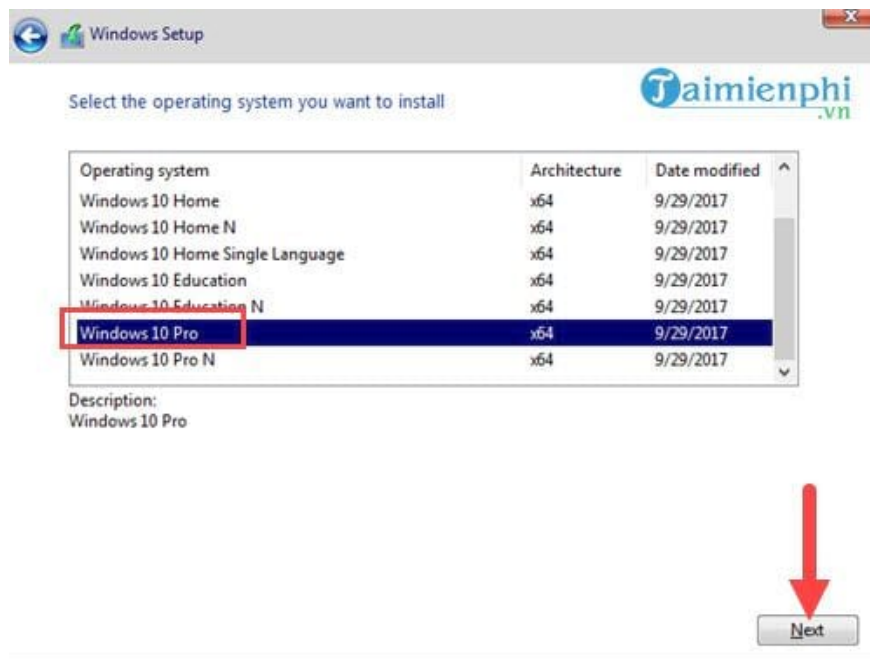 Windows Setup
Select the operating system you want to install
Taimienphi
.vn
Operating system Architecture Date modified
Windows 10 Home x64 9/29/2017
Windows 10 Home N x64 9/29/2017
Windows 10 Home Single Language x64 9/29/2017
Windows 10 Education x64 9/29/2017
Windows 10 Education N x64 9/29/2017
Windows 10 Pro x64 9/29/2017
Windows 10 Pro N x64 9/29/2017
Description:
Windows 10 Pro
Next